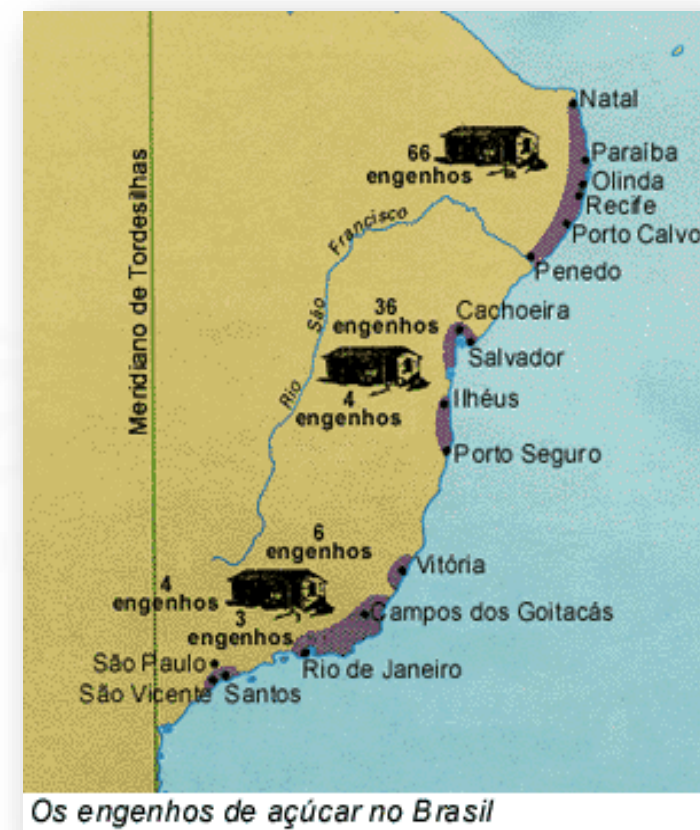 Natal
66
engenhos
Paraíba
Olinda
Recife
Porto Calvo
Penedo
Rio São Francisco
Meridiano de Tordesilhas
36
engenhos
Cachoeira
Salvador
4
engenhos
Ilhéus
Porto Seguro
6
engenhos
Vitória
4
engenhos
3
engenhos
Campos dos Goitacás
São Paulo
Rio de Janeiro
São Vicente
Santos
Os engenhos de açúcar no Brasil